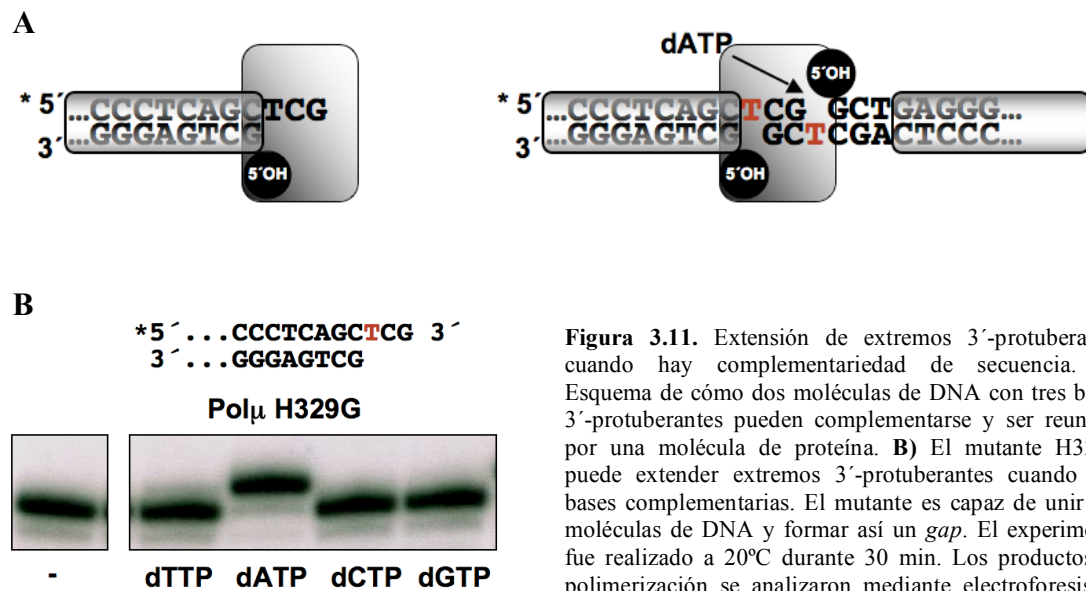 A
dATP
5´OH
* 5´ ...CCCTCAGCTCG
3´ ...GGGAGTCG
5´OH
* 5´ ...CCCTCAGCTCG GCTGAGGG...
3´ ...GGGAGTCG GCTCGACTCCC...
5´OH
B
*5´...CCCTCAGCTCG 3´
3´...GGGAGTCG
Polμ H329G
- dTTP dATP dCTP dGTP
Figura 3.11. Extensión de extremos 3´-protubera
cuando hay complementariedad de secuencia.
Esquema de cómo dos moléculas de DNA con tres b
3´-protuberantes pueden complementarse y ser reun
por una molécula de proteína. B) El mutante H3
puede extender extremos 3´-protuberantes cuando
bases complementarias. El mutante es capaz de unir
moléculas de DNA y formar así un gap. El experim
fue realizado a 20ºC durante 30 min. Los productos
polimerización se analizaron mediante electroforesis